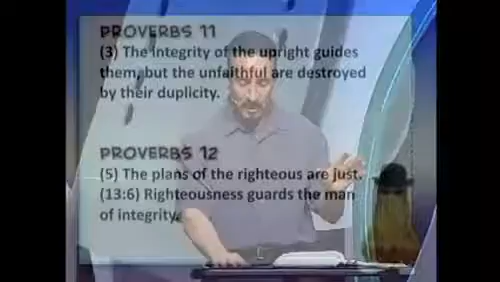 PROVERBS 11
(3) The integrity of the upright guides
them, but the unfaithful are destroyed
by their duplicity.
PROVERBS 12
(5) The plans of the righteous are just.
(13:6) Righteousness guards the man
of integrity.